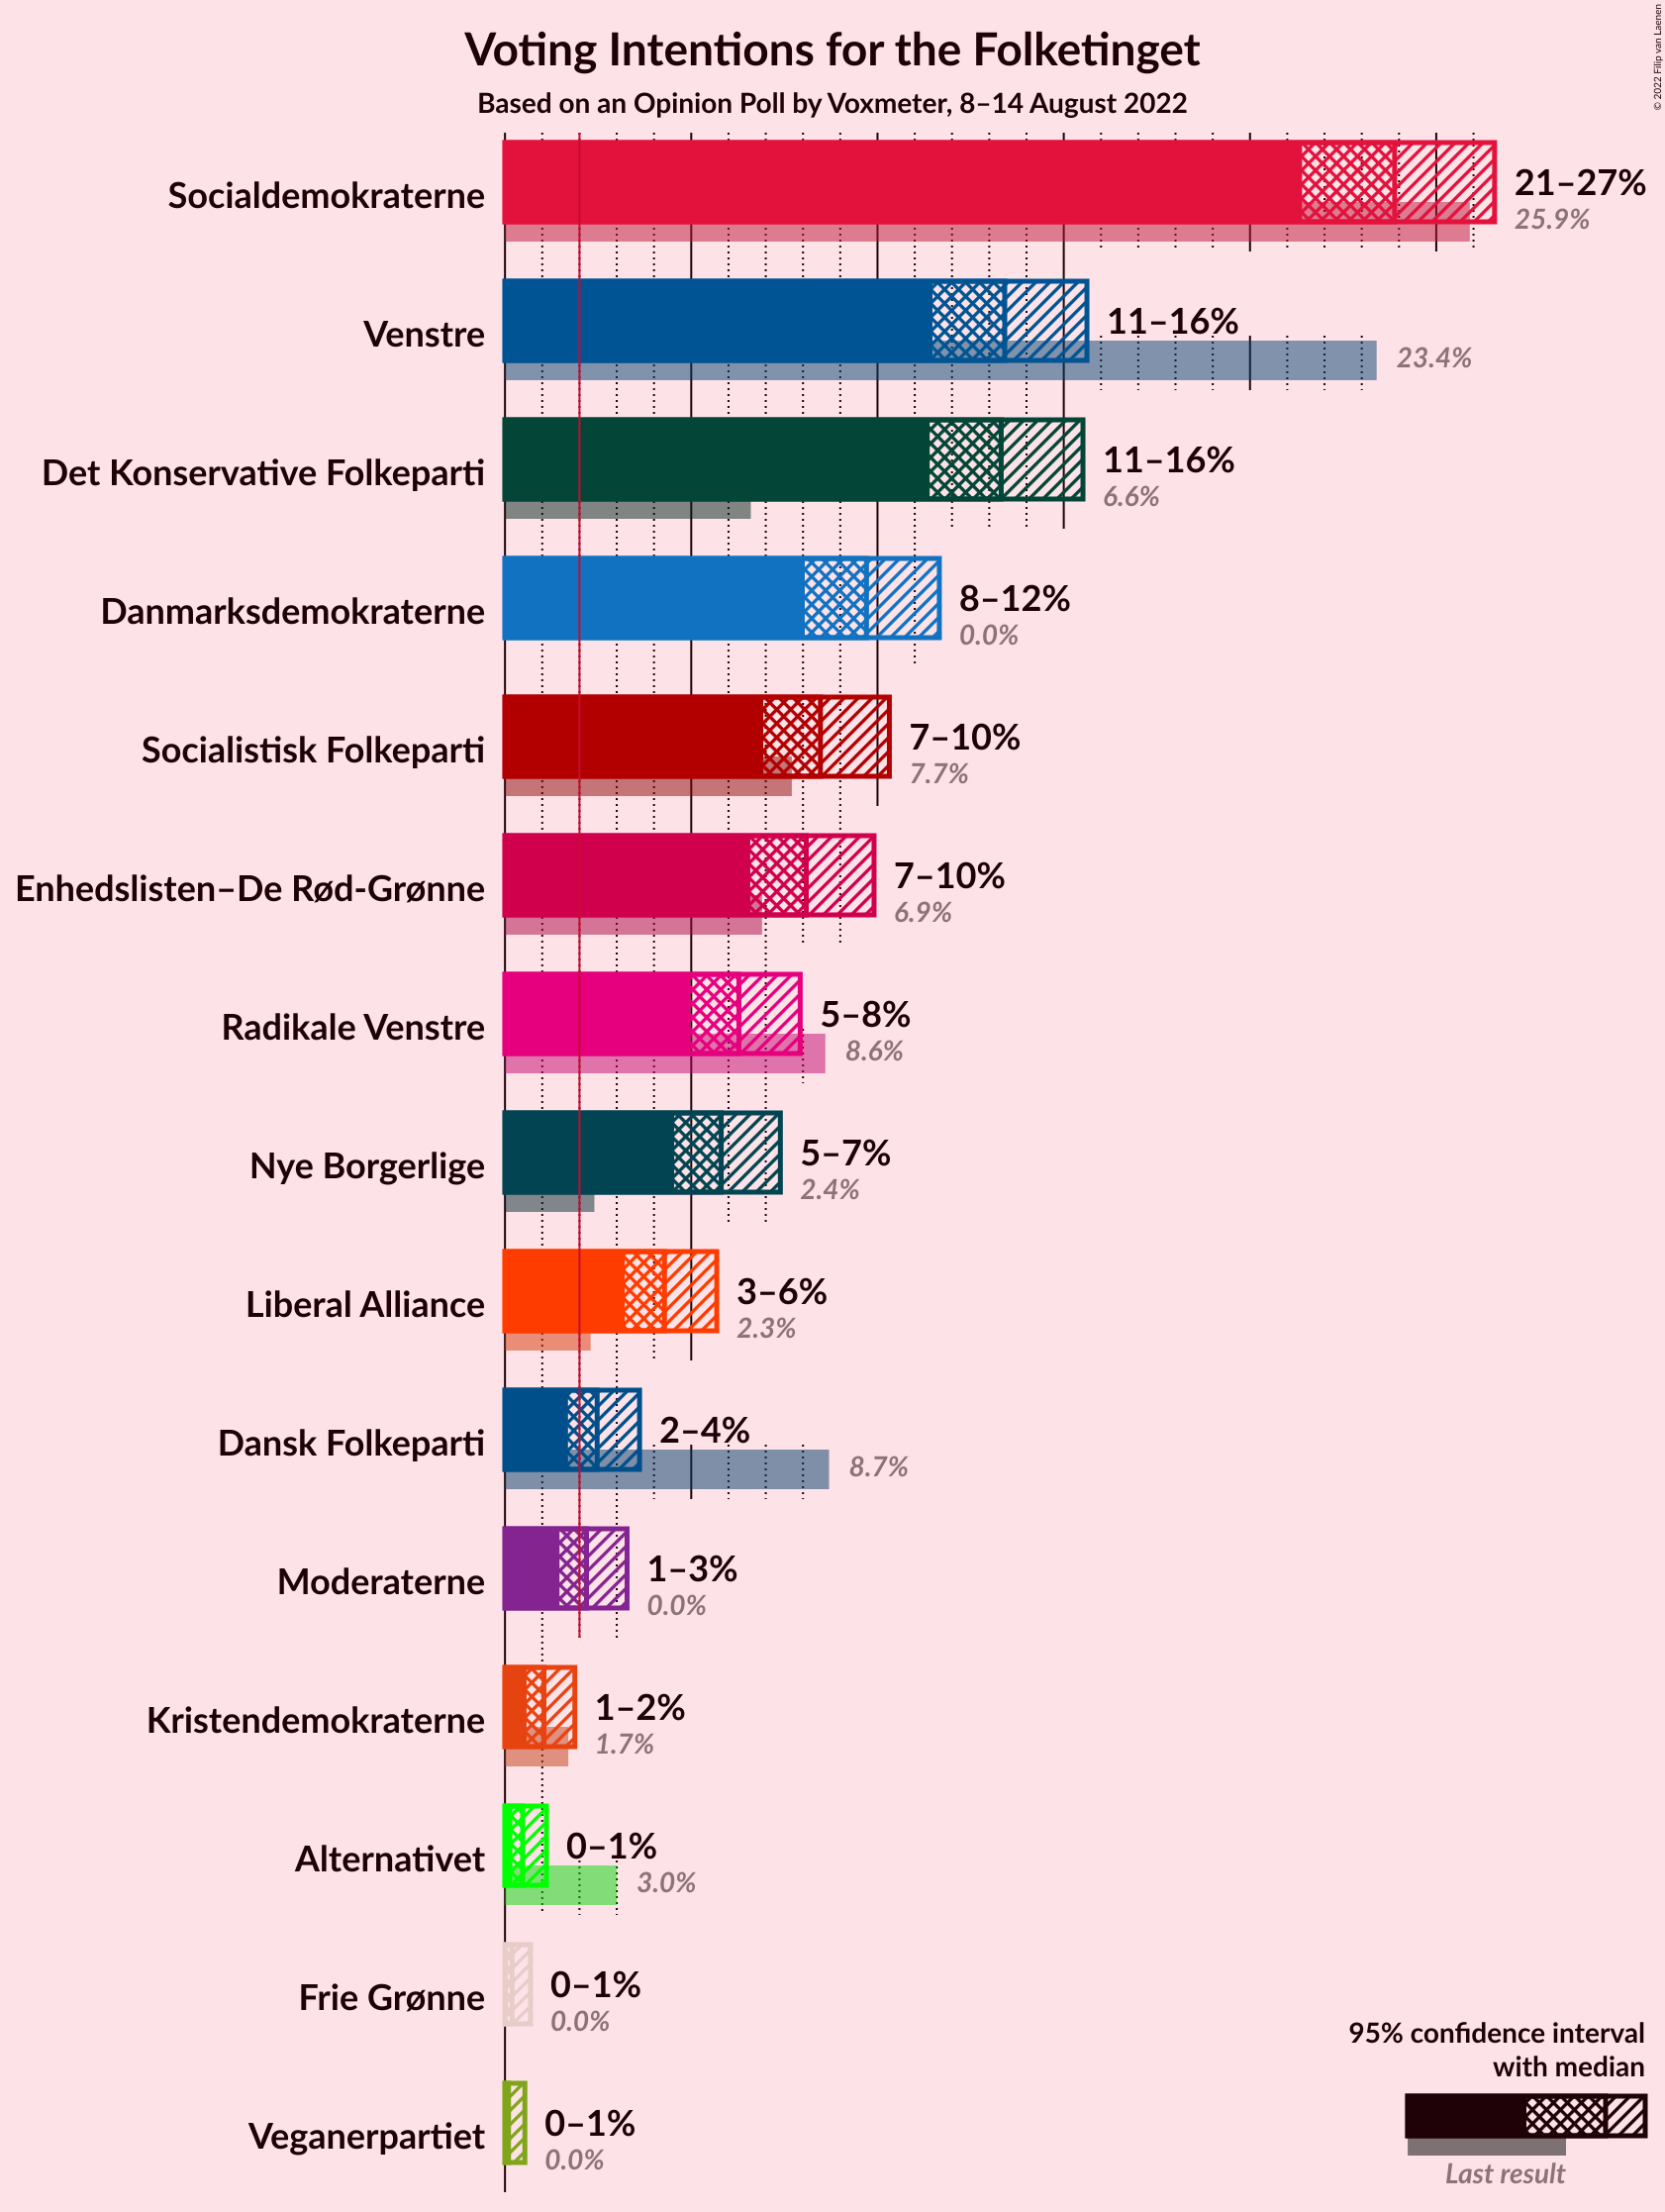 © 2022 Filip van Laenen
Voting Intentions for the Folketinget
Based on an Opinion Poll by Voxmeter, 8–14 August 2022
Socialdemokraterne
21–27%
25.9%
Venstre
11–16%
23.4%
Det Konservative Folkeparti
11–16%
6.6%
Danmarksdemokraterne
8–12%
0.0%
Socialistisk Folkeparti
7–10%
7.7%
Enhedslisten–De Rød-Grønne
7–10%
6.9%
Radikale Venstre
5–8%
8.6%
Nye Borgerlige
5–7%
2.4%
Liberal Alliance
3–6%
2.3%
Dansk Folkeparti
2–4%
8.7%
Moderaterne
1–3%
0.0%
Kristendemokraterne
1–2%
1.7%
Alternativet
0–1%
3.0%
Frie Grønne
0–1%
0.0%
Veganerpartiet
0–1%
0.0%
95% confidence interval
with median
Last result